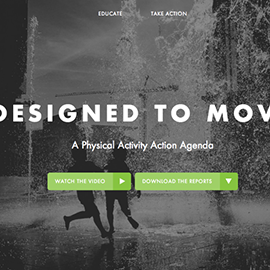 EDUCATE TAKE ACTION
DESIGNED TO MOV
A Physical Activity Action Agenda
WATCH THE VIDEO DOWNLOAD THE REPORTS